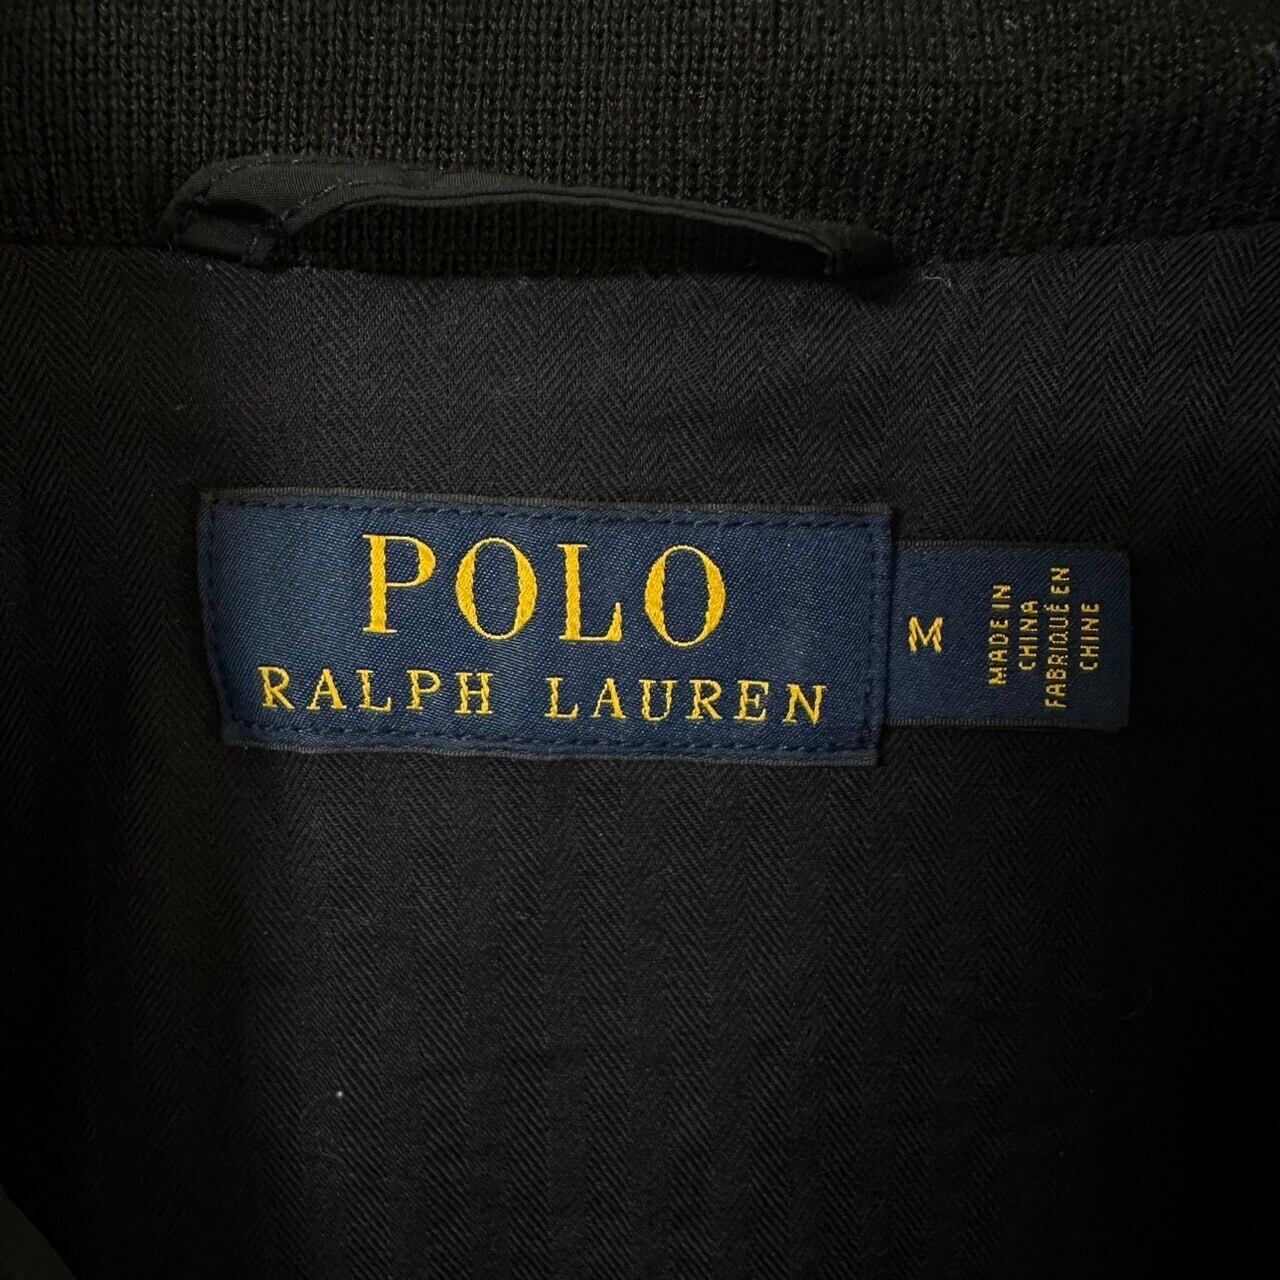 POLO
RALPH LAUREN
M
MADE IN
CHINA
FABRIQUÉ EN
CHINE